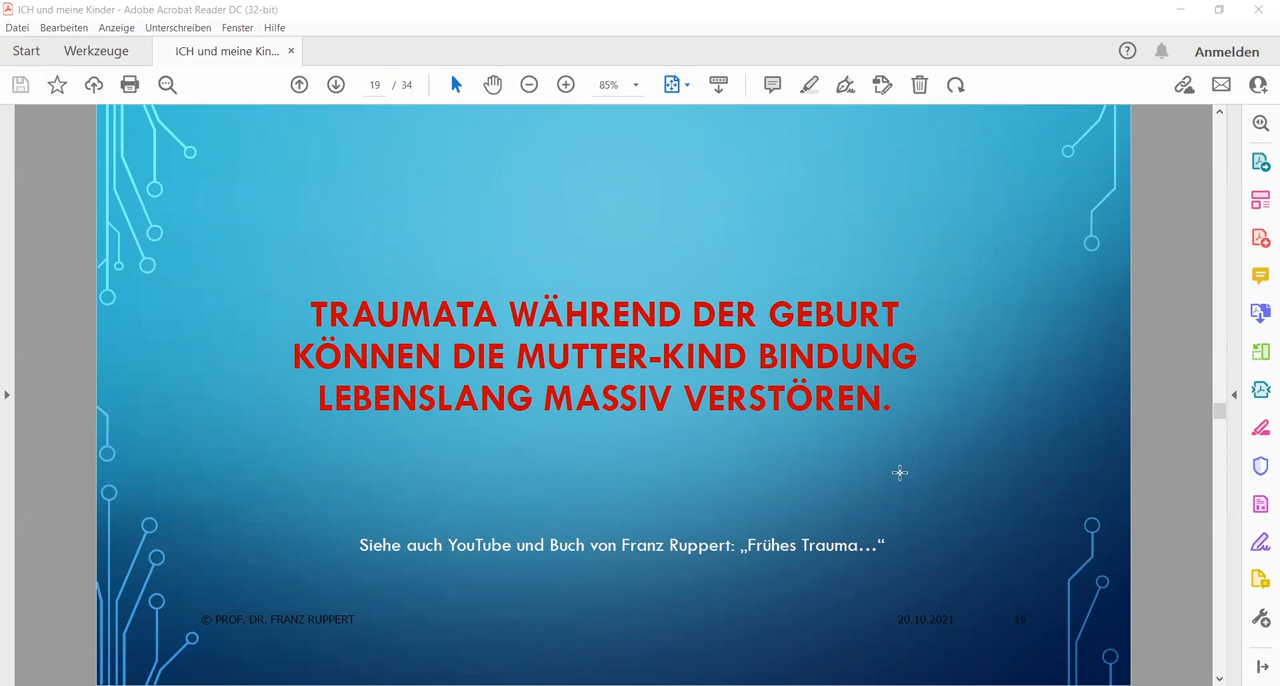 ICH und meine Kinder - Adobe Acrobat Reader DC (32-bit)
Datei Bearbeiten Anzeige Unterschreiben Fenster Hilfe
Start Werkzeuge ICH und meine Kin... × Anmelden
19 / 34 85%
TRAUMATA WÄHREND DER GEBURT
KÖNNEN DIE MUTTER-KIND BINDUNG
LEBENSLANG MASSIV VERSTÖREN.
Siehe auch YouTube und Buch von Franz Ruppert: „Frühes Trauma…“
© PROF. DR. FRANZ RUPPERT 20.10.2021 19